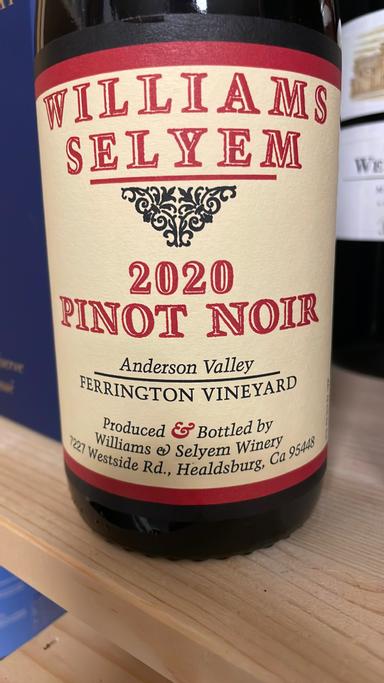 WILLIAMS
SELYEM
2020
PINOT NOIR
Anderson Valley
FERRINGTON VINEYARD
Produced & Bottled by
Williams & Selyem Winery
7227 Westside Rd., Healdsburg, Ca 95448